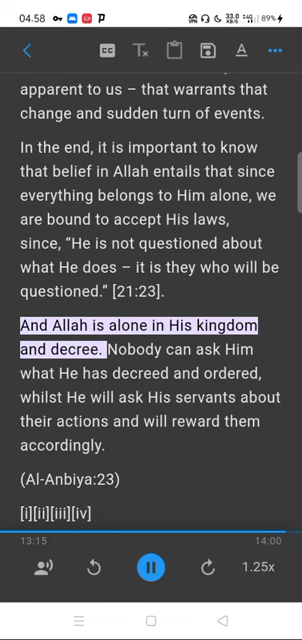 04.58
33.0
KB/S
4G
89%
CC
apparent to us – that warrants that
change and sudden turn of events.
In the end, it is important to know
that belief in Allah entails that since
everything belongs to Him alone, we
are bound to accept His laws,
since, “He is not questioned about
what He does – it is they who will be
questioned.” [21:23].
And Allah is alone in His kingdom
and decree. Nobody can ask Him
what He has decreed and ordered,
whilst He will ask His servants about
their actions and will reward them
accordingly.
(Al-Anbiya:23)
[i][ii][iii][iv]
13:15 14:00
1.25x